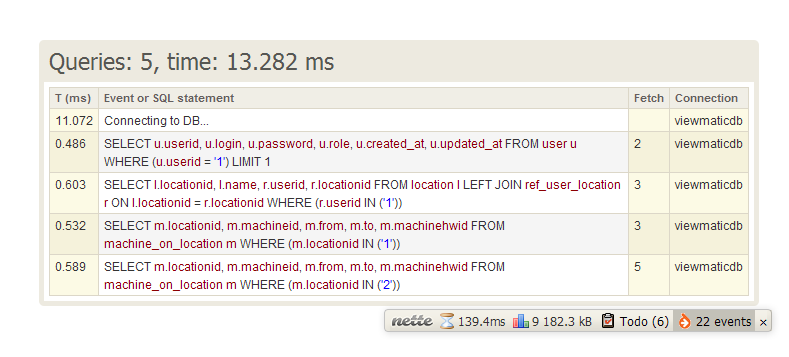 Queries: 5, time: 13.282 ms
T (ms) Event or SQL statement Fetch Connection
11.072 Connecting to DB... viewmaticdb
0.486 SELECT u.userid, u.login, u.password, u.role, u.created_at, u.updated_at FROM user u 2 viewmaticdb
WHERE (u.userid = '1') LIMIT 1
0.603 SELECT l.locationid, l.name, r.userid, r.locationid FROM location l LEFT JOIN ref_user_location 3 viewmaticdb
r ON l.locationid = r.locationid WHERE (r.userid IN ('1'))
0.532 SELECT m.locationid, m.machineid, m.from, m.to, m.machinehwid FROM 3 viewmaticdb
machine_on_location m WHERE (m.locationid IN ('1'))
0.589 SELECT m.locationid, m.machineid, m.from, m.to, m.machinehwid FROM 5 viewmaticdb
machine_on_location m WHERE (m.locationid IN ('2'))
nette 139.4ms 9 182.3 kB Todo (6) 22 events ×